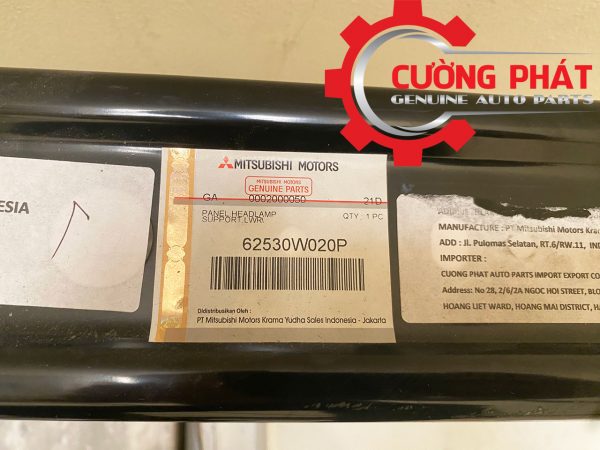 CƯỜNG PHÁT
GENUINE AUTO PARTS
ESIA
MITSUBISHI MOTORS
MITSUBISHI MOTORS
GENUINE PARTS
GA 0002000050 21D
PANEL HEADLAMP
SUPPORT,LWR\
QTY : 1 PC
62530W020P
Didistribusikan Oleh :
PT Mitsubishi Motors Krama Yudha Sales Indonesia - Jakarta
MANUFACTURE : PT Mitsubishi Motors Krama
ADD : Jl. Pulomas Selatan, RT.6/RW.11, IND
IMPORTER :
CUONG PHAT AUTO PARTS IMPORT EXPORT CO
Address: No 28, 2/6/2A NGOC HOI STREET, BLO
HOANG LIET WARD, HOANG MAI DISTRICT, HA